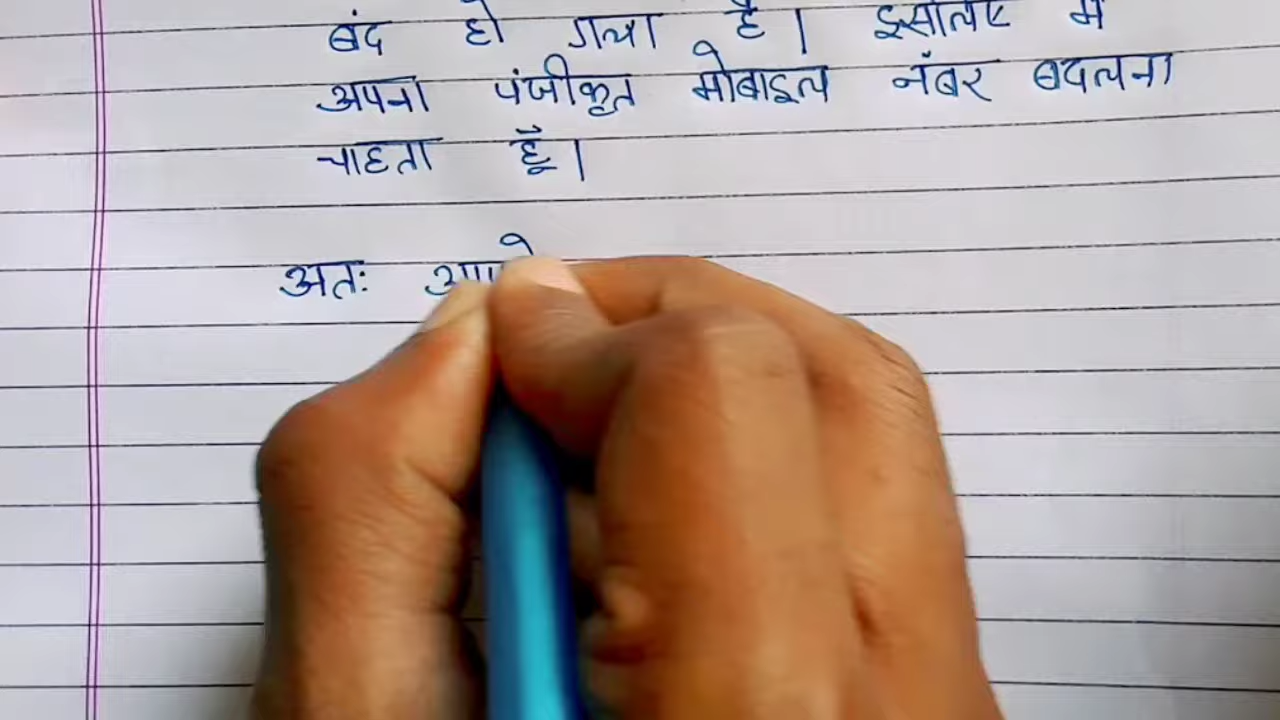 बंद हो गया है। इसलिए मैं
अपना पंजीकृत मोबाइल नंबर बदलना
चाहता हूँ।
अतः